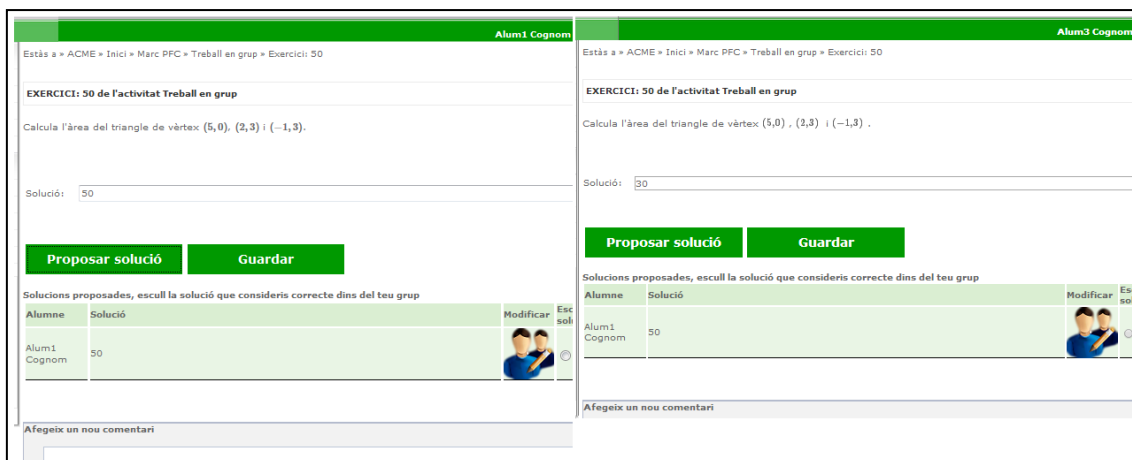 Alum1 Cognom
Estàs a » ACME » Inici » Marc PFC » Treball en grup » Exercici: 50
EXERCICI: 50 de l'activitat Treball en grup
Calcula l'àrea del triangle de vèrtex (5, 0), (2, 3) i (−1, 3).
Solució: 50
Proposar solució Guardar
Solucions proposades, escull la solució que consideris correcte dins del teu grup
Alumne Solució Modificar Esc
solu
Alum1
Cognom
50
Afegeix un nou comentari
Alum3 Cognom
Estàs a » ACME » Inici » Marc PFC » Treball en grup » Exercici: 50
EXERCICI: 50 de l'activitat Treball en grup
Calcula l'àrea del triangle de vèrtex (5,0) , (2,3) i (−1,3) .
Solució: 30
Proposar solució Guardar
Solucions proposades, escull la solució que consideris correcte dins del teu grup
Alumne Solució Modificar Es
so
Alum1
Cognom
50
Afegeix un nou comentari